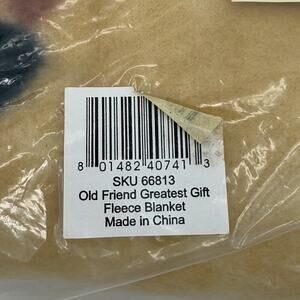 8 01482 40741 3
SKU 66813
Old Friend Greatest Gift
Fleece Blanket
Made in China